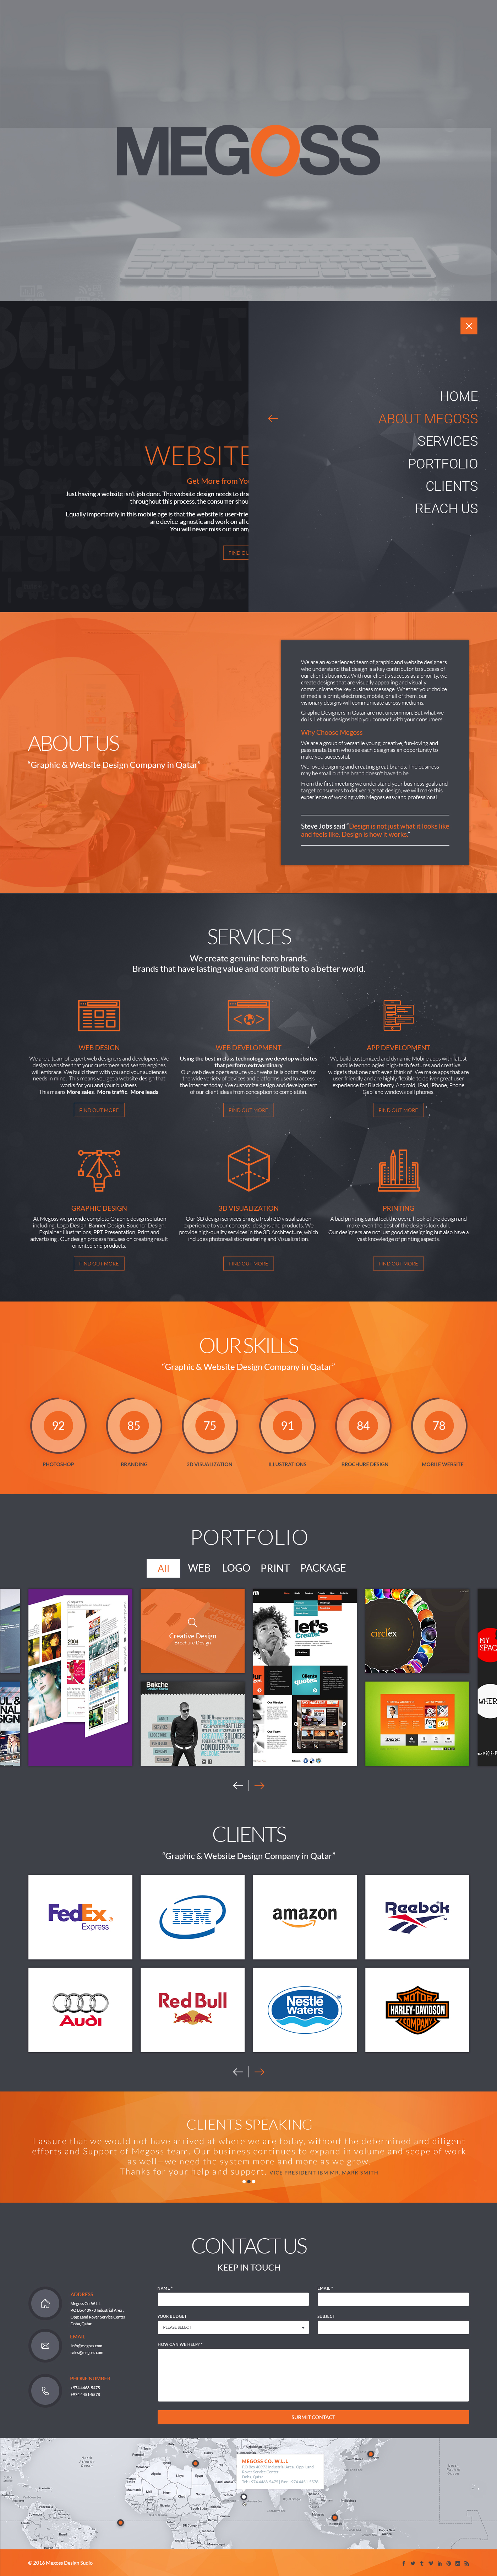 MEGOSS
HOME
ABOUT MEGOSS
SERVICES
PORTFOLIO
CLIENTS
REACH US
WEBSITE
Get More from Yo
Just having a website isn't job done. The website design needs to dra
throughout this process, the consumer shou
Equally importantly in this mobile age is that the website is user-frie
are device-agnostic and work on all
You will never miss out on an
FIND OU
ABOUT US
“Graphic & Website Design Company in Qatar”
We are an experienced team of graphic and website designers
who understand that design is a key contributor to success of
our client's business. With our client's success as a priority, we
create designs that are visually appealing and visually
communicate the key business message. Whether your choice
of media is print, electronic, mobile, or all of them, our
visionary designs will communicate across mediums.
Graphic Designers in Qatar are not uncommon. But what we
do is. Let our designs help you connect with your consumers.
Why Choose Megoss
We are a group of versatile young, creative, fun-loving and
passionate team who see each design as an opportunity to
make you successful.
We love designing and creating great brands. The business
may be small but the brand doesn't have to be.
From the first meeting we understand your business goals and
target consumers to deliver a great design, we will make this
experience of working with Megoss easy and professional.
Steve Jobs said “Design is not just what it looks like
and feels like. Design is how it works.”
SERVICES
We create genuine hero brands.
Brands that have lasting value and contribute to a better world.
WEB DESIGN
We are a team of expert web designers developers. We
design websites that your customers and search engines
will embrace. We build them with you and your audiences
needs in mind. This means you get a website design that
works for you and your business.
This means More sales More traffic More leads
FIND OUT MORE
WEB DEVELOPMENT
Using the best in class technology, we develop websites
that perform extraordinary
Our web developers ensure your website is optimized for
the wide variety of devices and platforms used to access
the internet today. We customize design and development
of our client ideas from conception to completion.
FIND OUT MORE
APP DEVELOPMENT
We build customized and dynamic Mobile apps with latest
mobile technologies, high-tech features and creative
widgets that one can't even think of. We make apps that are
user friendly and are highly flexible to deliver great user
experience for Blackberry, Android, iPad, iPhone, Phone
Gap, and windows cell phones.
FIND OUT MORE
GRAPHIC DESIGN
At Megoss we provide complete Graphic design solution
including; Logo Design, Banner Design, Boucher Design,
Explainer Illustrations, PPT Presentation, Print and
advertising . Our design process focuses on creating result
oriented end products.
FIND OUT MORE
3D VISUALIZATION
Our 3D design services bring a fresh 3D visualization
experience to your concepts, designs and products. We
provide high-quality services in the 3D Architecture, which
includes photorealistic rendering and Visualization.
FIND OUT MORE
PRINTING
A bad printing can affect the overall look of the design and
make even the best of the designs look dull.
Our designers are not just good at designing but also have a
vast knowledge of printing aspects.
FIND OUT MORE
OUR SKILLS
“Graphic & Website Design Company in Qatar”
92
85
75
91
84
78
PHOTOSHOP
BRANDING
3D VISUALIZATION
ILLUSTRATIONS
BROCHURE DESIGN
MOBILE WEBSITE
PORTFOLIO
All WEB LOGO PRINT PACKAGE
Creative Design
Brochure Design
2004
let's
Create!
circlex
MY
SPAC
Clients
quotes
WHER
CLIENTS
“Graphic & Website Design Company in Qatar”
FedEx
Express
IBM
amazon
Reebok
Audi
Red Bull
Nestlé
Waters
MOTOR
HARLEY-DAVIDSON
COMPANY
CLIENTS SPEAKING
I assure that we would not have arrived at where we are today, without the determined and diligent
efforts and Support of Megoss team. Our business continues to expand in volume and scope of work
as well—we need the system more and more as we grow.
Thanks for your help and support. VICE PRESIDENT IBM MR. MARK SMITH
CONTACT US
KEEP IN TOUCH
ADDRESS
Megoss Co. W.L.L
P.O Box 40973 Industrial Area ,
Opp: Land Rover Service Center
Doha, Qatar
EMAIL
info@megoss.com
sales@megoss.com
PHONE NUMBER
+974 4468-5475
+974 4451-5578
NAME *
EMAIL *
YOUR BUDGET
SUBJECT
PLEASE SELECT
HOW CAN WE HELP? *
SUBMIT CONTACT
MEGOSS CO. W.L.L
© 2016 Megoss Design Sudio